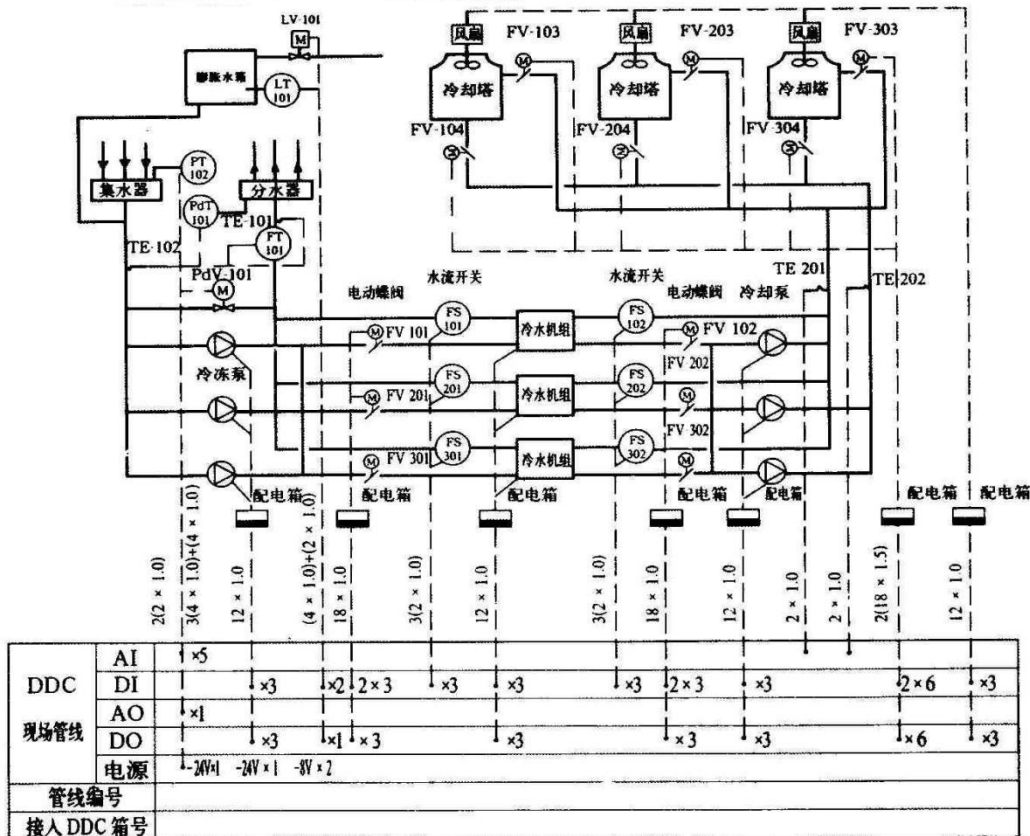 LV-101
M
膨胀水箱
LT
101
风扇
FV-103
风扇
FV-203
风扇
FV-303
M
M
M
冷却塔
冷却塔
冷却塔
FV-104
FV-204
FV-304
M
M
M
PT
102
集水器
分水器
PdT
101
TE-101
FT
101
TE-102
PdV-101
M
TE 201
TE 202
电动蝶阀
水流开关
水流开关
电动蝶阀
冷却泵
FS
101
FS
102
M
FV 101
冷水机组
M
FV 102
冷冻泵
FS
201
FS
202
FV 202
M
FV 201
冷水机组
M
FS
301
FS
302
FV 302
FV 301
M
冷水机组
M
配电箱
配电箱
配电箱
配电箱
配电箱
配电箱
配电箱
2(2 × 1.0)
3(4 × 1.0)+(4 × 1.0)
12 × 1.0
(4 × 1.0)+(2 × 1.0)
18 × 1.0
3(2 × 1.0)
12 × 1.0
3(2 × 1.0)
18 × 1.0
12 × 1.0
2 × 1.0
2 × 1.0
2(18 × 1.5)
12 × 1.0
DDC
现场管线
AI ×5
DI ×3 ×2 2 × 3 ×3 ×3 ×3 2 × 3 ×3 2 × 6 ×3
AO ×1
DO ×3 ×1 × 3 ×3 × 3 ×3 ×6 ×3
电源 -24V×1 -24V × 1 -8V × 2
管线编号
接入 DDC 箱号